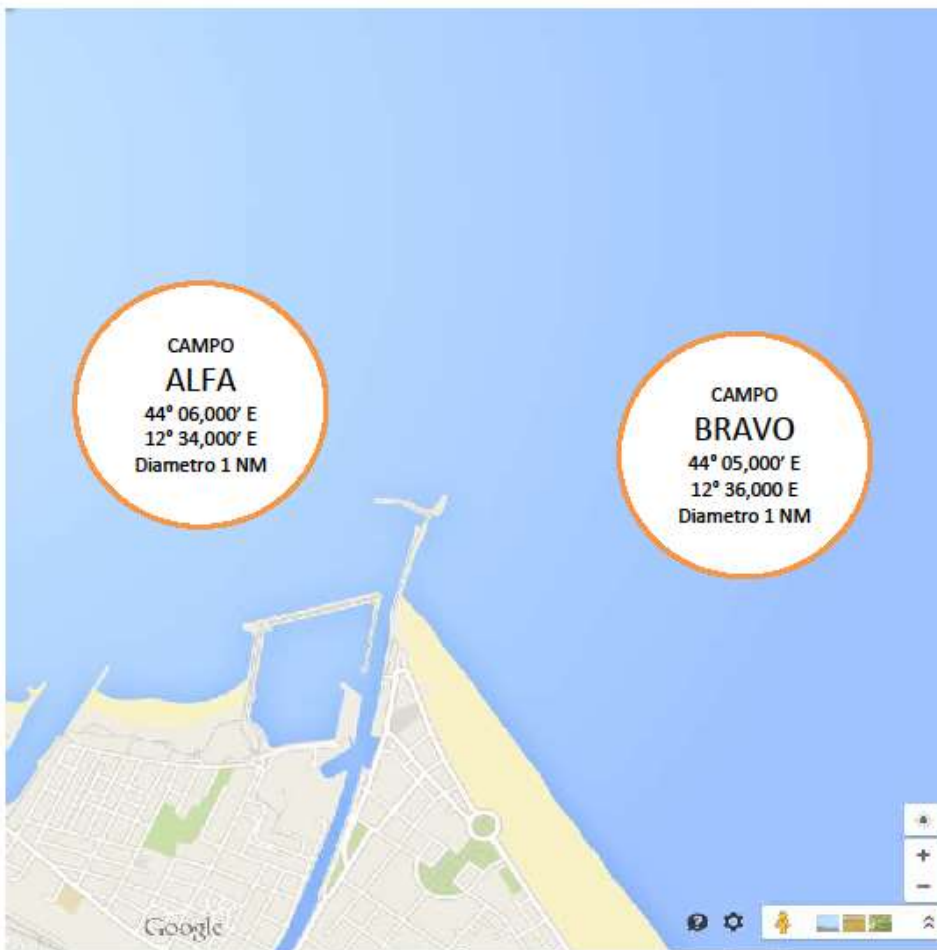 CAMPO
ALFA
44° 06,000’ E
12° 34,000’ E
Diametro 1 NM
CAMPO
BRAVO
44° 05,000’ E
12° 36,000 E
Diametro 1 NM
Google